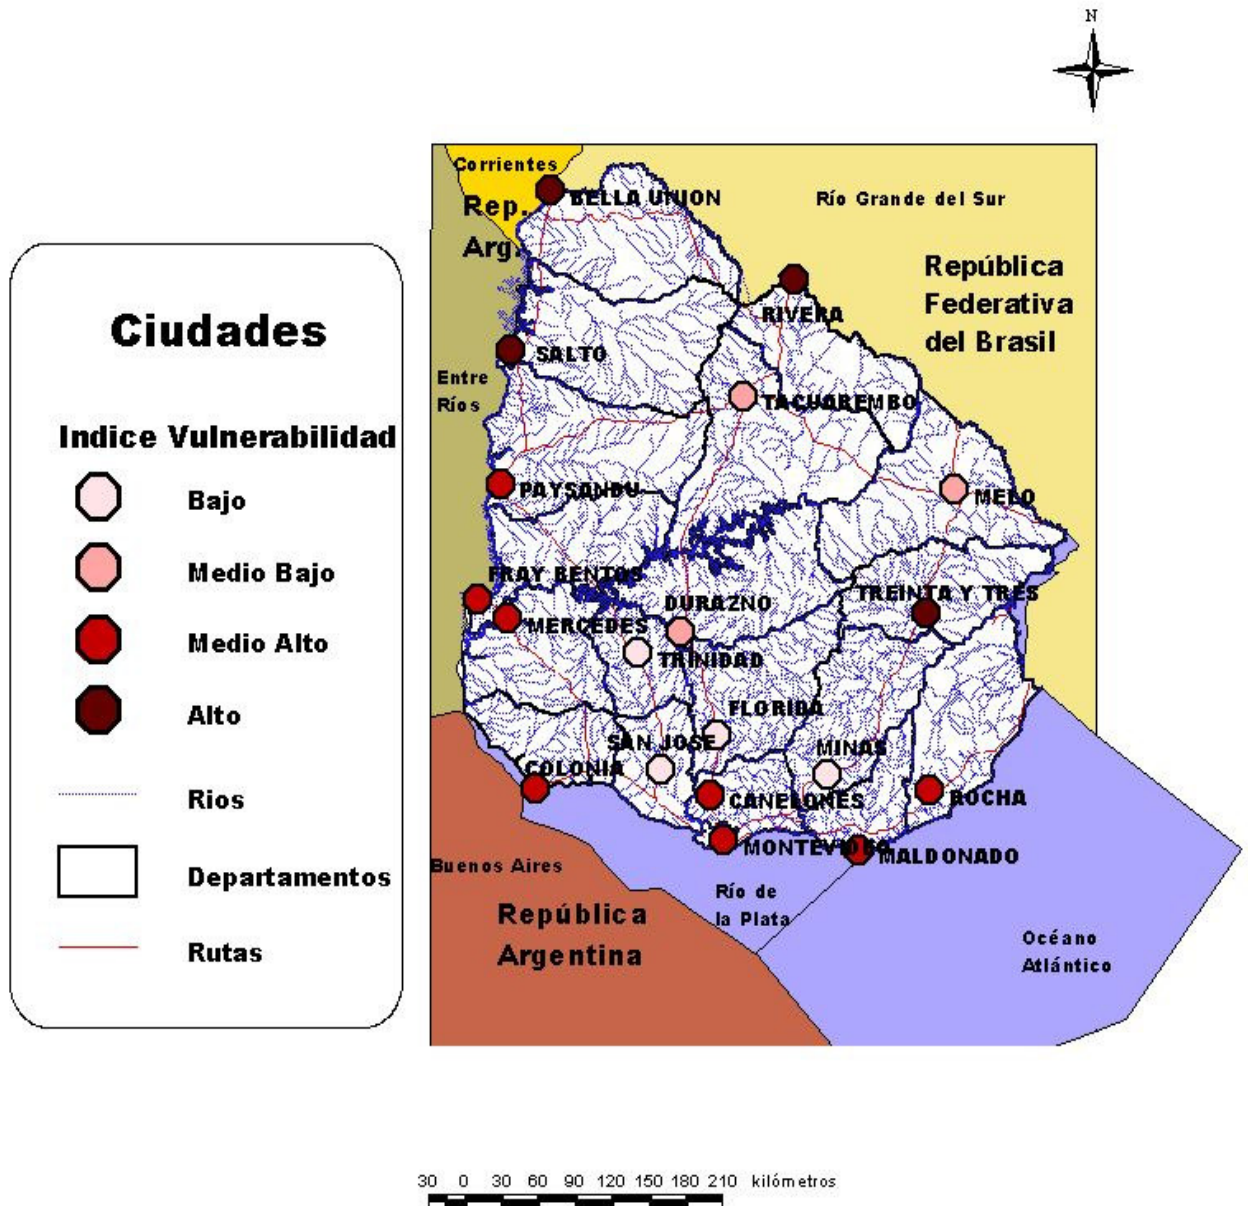 N
Corrientes
BELLA UNION
Río Grande del Sur
Rep.
Arg.
República
Federativa
del Brasil
RIVERA
Ciudades
SALTO
Entre
Ríos
TACUAREMBO
Indice Vulnerabilidad
Bajo
PAYSANDU
MELO
Medio Bajo
FRAY BENTOS
DURAZNO
TREINTA Y TRES
MERCEDES
Medio Alto
TRINIDAD
Alto
FLORIDA
SAN JOSE
MINAS
COLONIA
Rios
CANELONES
ROCHA
MONTEVIDEO
MALDONADO
Buenos Aires
Departamentos
Río de
la Plata
República
Argentina
Océano
Atlántico
Rutas
30 0 30 60 90 120 150 180 210 kilómetros